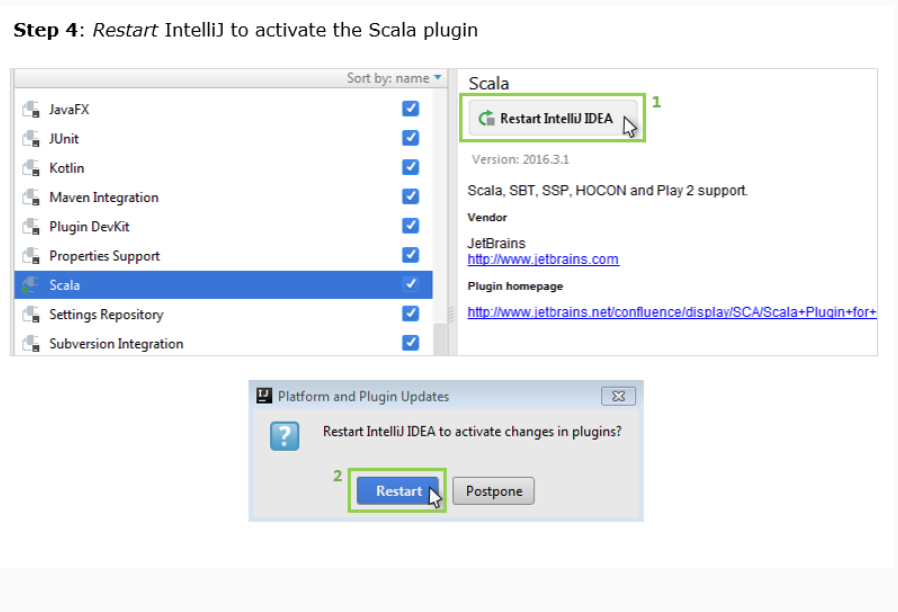 Step 4: Restart IntelliJ to activate the Scala plugin
Sort by: name
JavaFX
JUnit
Kotlin
Maven Integration
Plugin DevKit
Properties Support
Scala
Settings Repository
Subversion Integration
Scala
1
Restart IntelliJ IDEA
Version: 2016.3.1
Scala, SBT, SSP, HOCON and Play 2 support.
Vendor
JetBrains
http://www.jetbrains.com
Plugin homepage
http://www.jetbrains.net/confluence/display/SCA/Scala+Plugin+for+
IJ Platform and Plugin Updates
?
Restart IntelliJ IDEA to activate changes in plugins?
2
Restart
Postpone